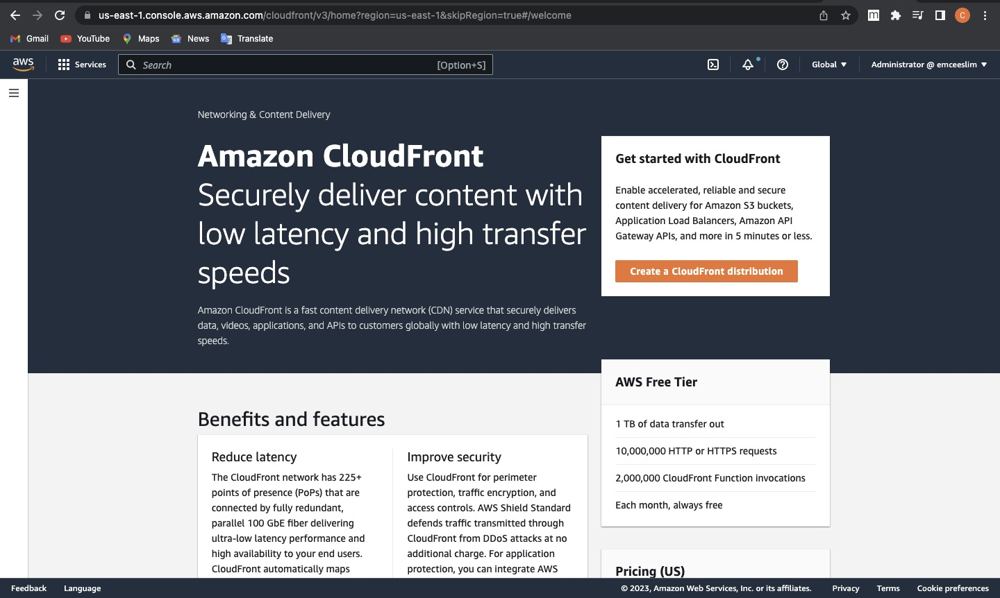 us-east-1.console.aws.amazon.com/cloudfront/v3/home?region=us-east-1&skipRegion=true#/welcome
m
C
Gmail
YouTube
Maps
News
Translate
aws
Services
Search
[Option+S]
Global
Administrator @ emceeslim
Networking & Content Delivery
Amazon CloudFront
Securely deliver content with
low latency and high transfer
speeds
Amazon CloudFront is a fast content delivery network (CDN) service that securely delivers
data, videos, applications, and APIs to customers globally with low latency and high transfer
speeds.
Get started with CloudFront
Enable accelerated, reliable and secure
content delivery for Amazon S3 buckets,
Application Load Balancers, Amazon API
Gateway APIs, and more in 5 minutes or less.
Create a CloudFront distribution
AWS Free Tier
1 TB of data transfer out
10,000,000 HTTP or HTTPS requests
2,000,000 CloudFront Function invocations
Each month, always free
Benefits and features
Reduce latency
The CloudFront network has 225+
points of presence (PoPs) that are
connected by fully redundant,
parallel 100 GbE fiber delivering
ultra-low latency performance and
high availability to your end users.
CloudFront automatically maps
Improve security
Use CloudFront for perimeter
protection, traffic encryption, and
access controls. AWS Shield Standard
defends traffic transmitted through
CloudFront from DDoS attacks at no
additional charge. For application
protection, you can integrate AWS
Pricing (US)
Feedback
Language
© 2023, Amazon Web Services, Inc. or its affiliates.
Privacy
Terms
Cookie preferences